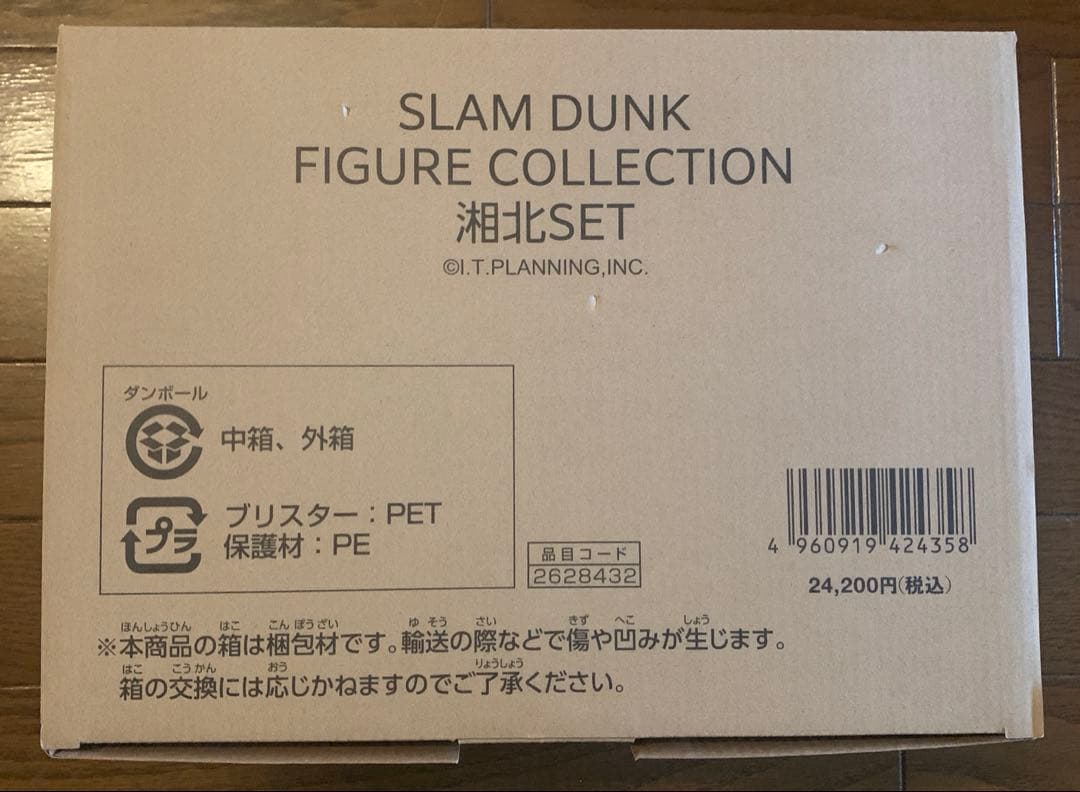 SLAM DUNK
FIGURE COLLECTION
湘北SET
©I.T.PLANNING,INC.
ダンボール
中箱、外箱
プラ
ブリスター：PET
保護材：PE
品目コード
2628432
4 960919 424358
24,200円(税込)
ほんしょうひん はこ こん ぽうざい ゆ そう さい きず へこ しょう
※本商品の箱は梱包材です。輸送の際などで傷や凹みが生じます。
はこ こうかん おう りょうしょう
箱の交換には応じかねますのでご了承ください。